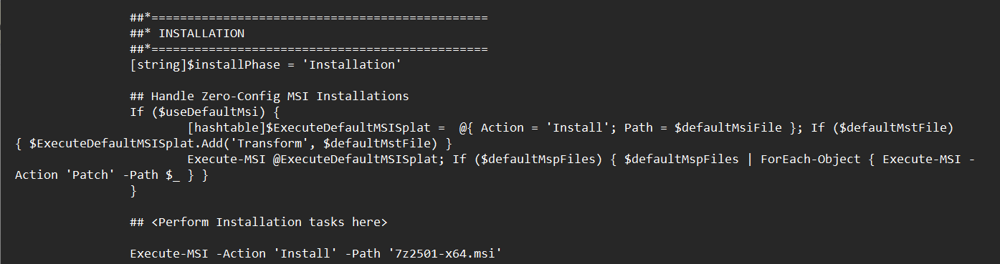 ##*===============================================
##* INSTALLATION
##*===============================================
[string]$installPhase = 'Installation'
## Handle Zero-Config MSI Installations
If ($useDefaultMsi) {
[hashtable]$ExecuteDefaultMSISplat =  @{ Action = 'Install'; Path = $defaultMsiFile }; If ($defaultMstFile)
{ $ExecuteDefaultMSISplat.Add('Transform', $defaultMstFile) }
Execute-MSI @ExecuteDefaultMSISplat; If ($defaultMspFiles) { $defaultMspFiles | ForEach-Object { Execute-MSI -
Action 'Patch' -Path $_ } }
}
## <Perform Installation tasks here>
Execute-MSI -Action 'Install' -Path '7z2501-x64.msi'